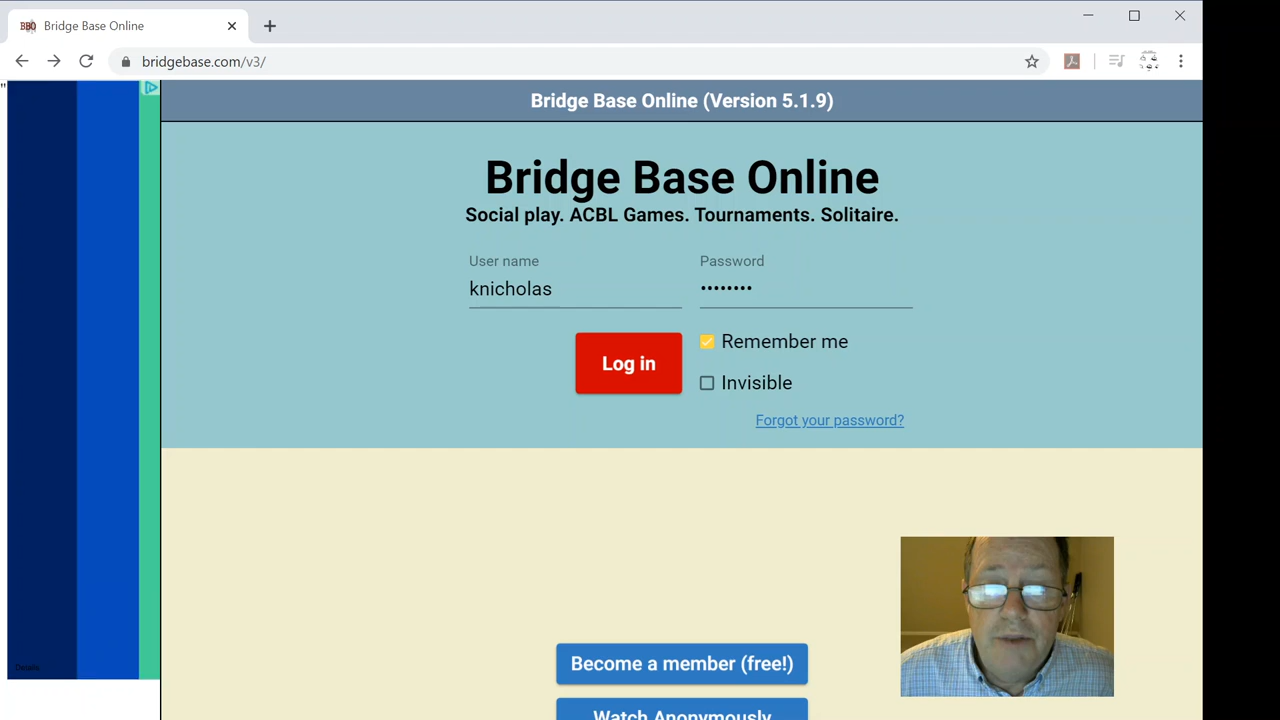 BBO Bridge Base Online
bridgebase.com/v3/
"
Bridge Base Online (Version 5.1.9)
Bridge Base Online
Social play. ACBL Games. Tournaments. Solitaire.
User name
Password
knicholas
••••••••
Log in
Remember me
Invisible
Forgot your password?
Details
Become a member (free!)
Watch Anonymously